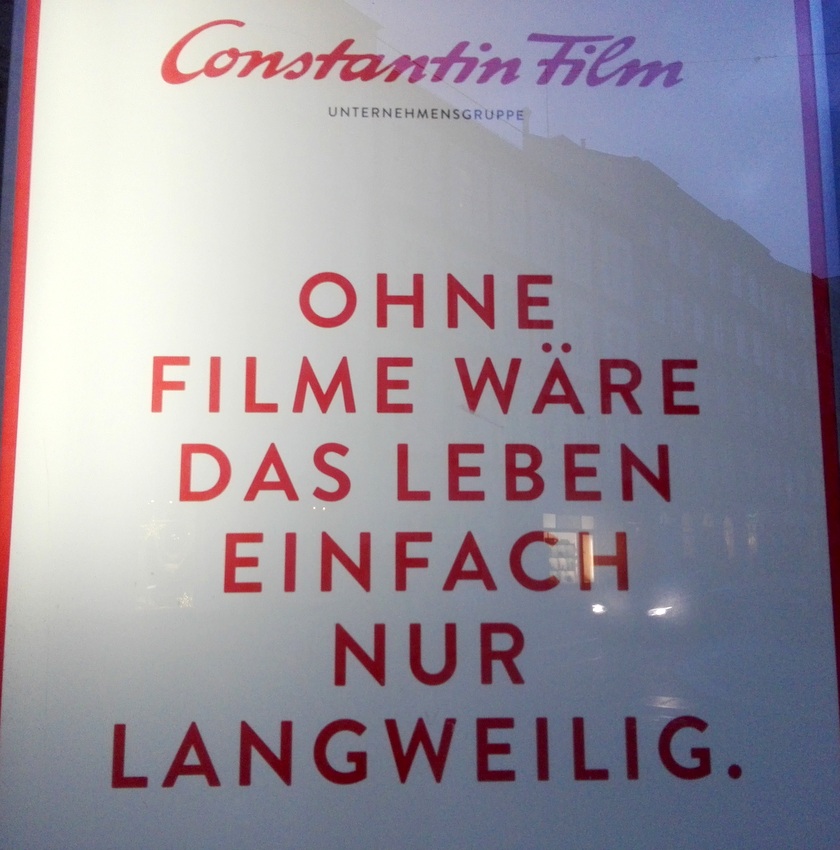 Constantin Film
UNTERNEHMENSGRUPPE
OHNE
FILME WÄRE
DAS LEBEN
EINFACH
NUR
LANGWEILIG.